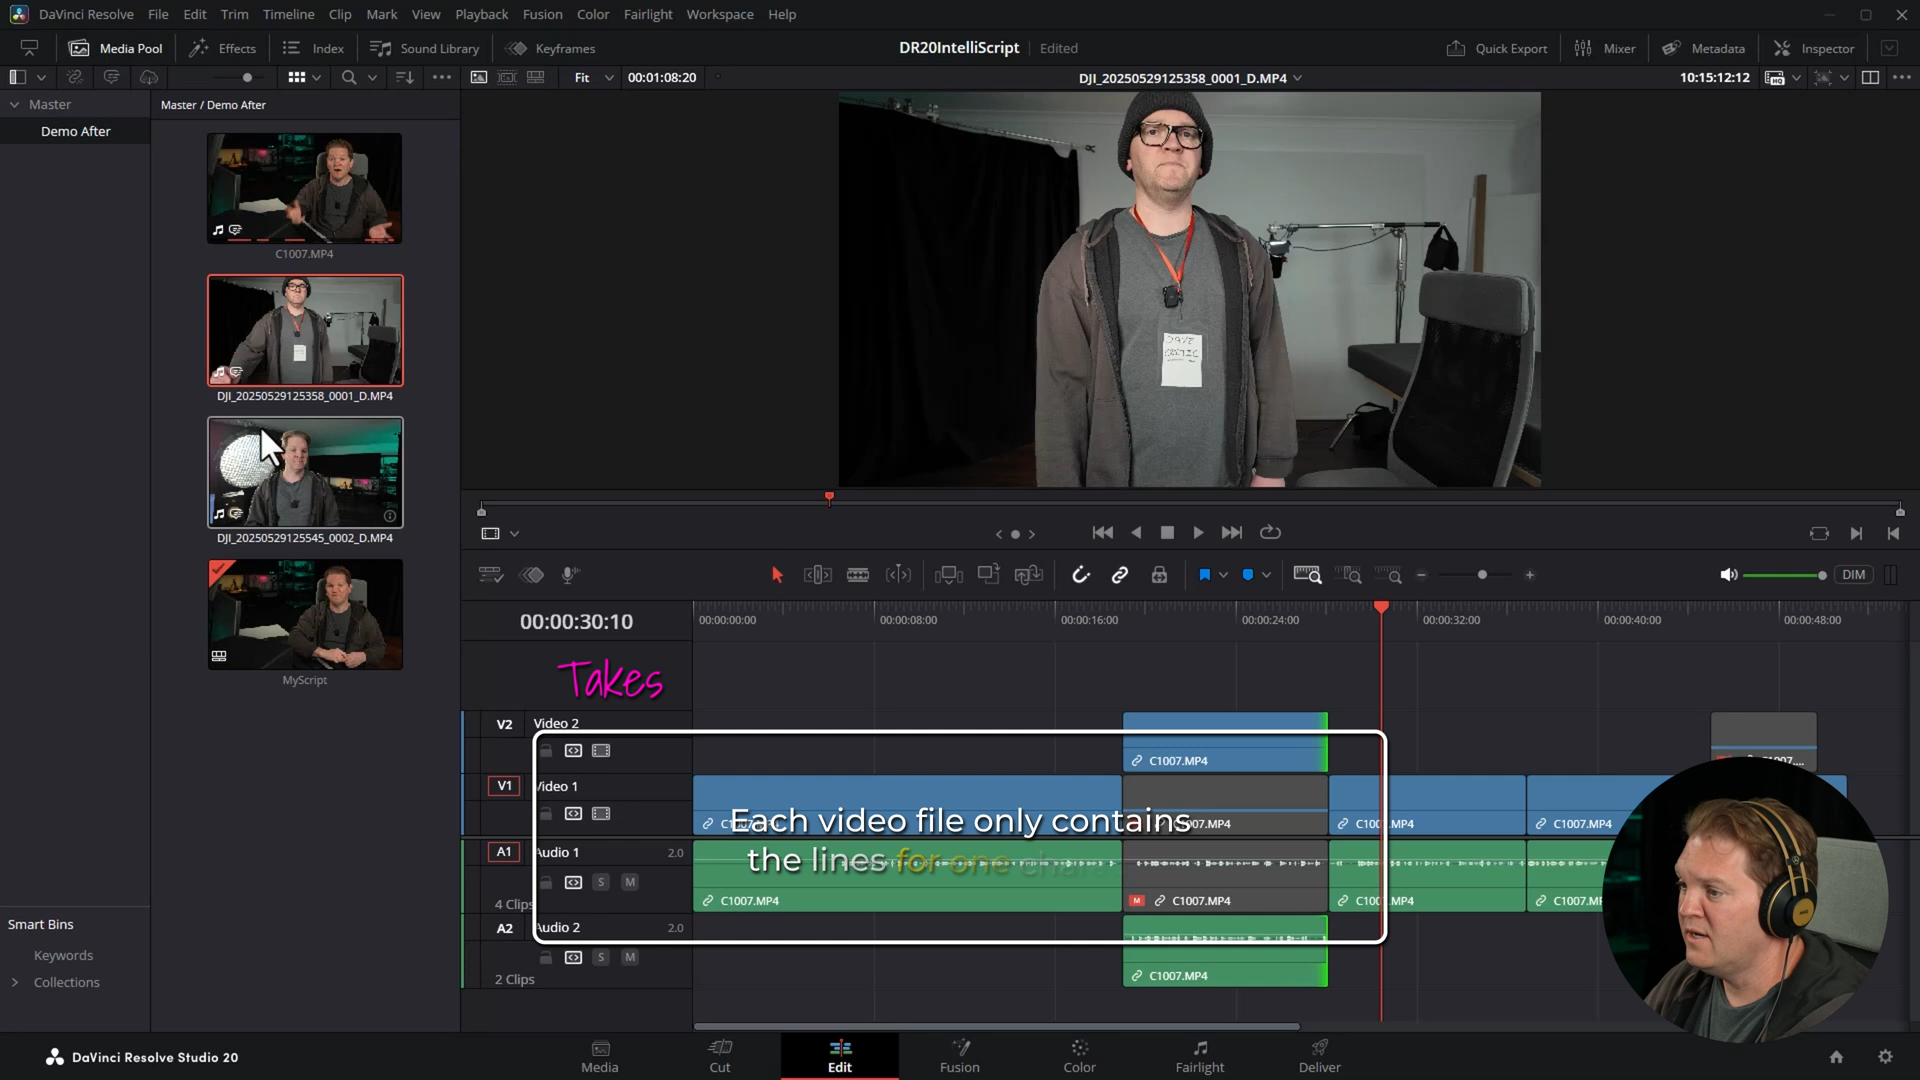 DaVinci Resolve File Edit Trim Timeline Clip Mark View Playback Fusion Color Fairlight Workspace Help
Media Pool Effects Index Sound Library Keyframes DR20IntelliScript Edited Quick Export Mixer Metadata Inspector
Fit 00:01:08:20 DJI_20250529125358_0001_D.MP4 10:15:12:12
Master
Demo After
Master / Demo After
C1007.MP4
DJI_20250529125358_0001_D.MP4
DJI_20250529125545_0002_D.MP4
MyScript
Smart Bins
Keywords
Collections
DAVE
DIM
00:00:30:10
00:00:00:00 00:00:08:00 00:00:16:00 00:00:24:00 00:00:32:00 00:00:40:00 00:00:48:00
Takes
V2 Video 2
C1007.MP4
V1 Video 1
C1007.MP4 C1007.MP4
Each video file only contains
the lines for one
A1 Audio 1 2.0
S M
4 Clips
C1007.MP4 M C1007.MP4
A2 Audio 2 2.0
S M
2 Clips
C1007.MP4
DaVinci Resolve Studio 20
Media Cut Edit Fusion Color Fairlight Deliver